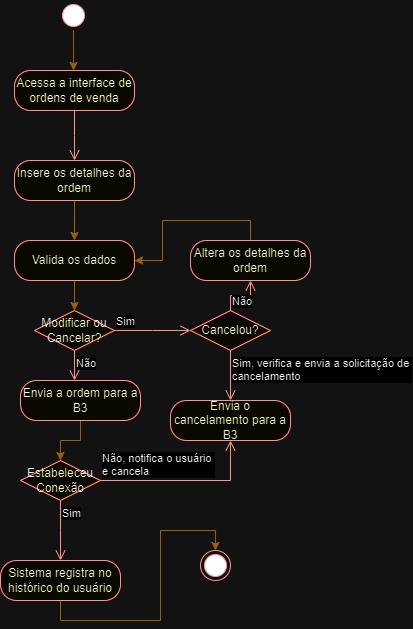 Acessa a interface de
ordens de venda
Insere os detalhes da
ordem
Valida os dados
Altera os detalhes da
ordem
Modificar ou
Cancelar?
Sim
Cancelou?
Não
Não
Sim, verifica e envia a solicitação de
cancelamento
Envia a ordem para a
B3
Envia o
cancelamento para a
B3
Estabeleceu
Conexão
Não, notifica o usuário
e cancela
Sim
Sistema registra no
histórico do usuário